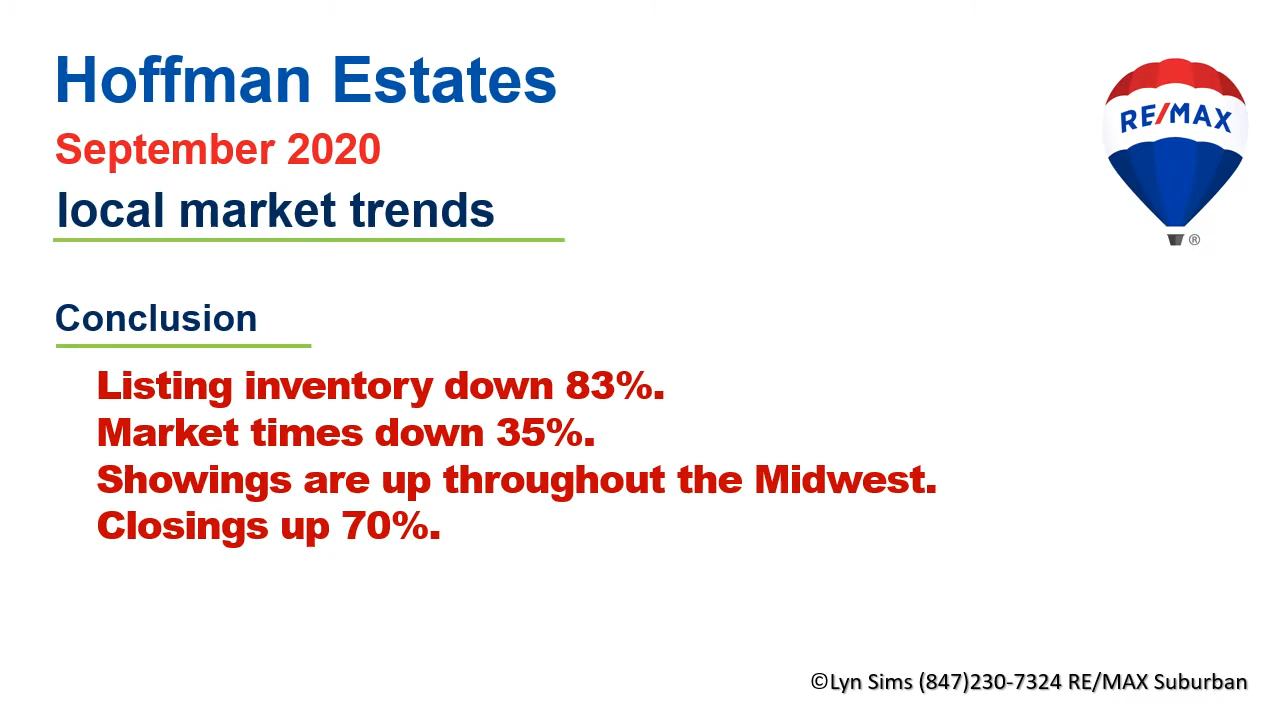 Hoffman Estates
September 2020
local market trends
RE/MAX
®
Conclusion
Listing inventory down 83%.
Market times down 35%.
Showings are up throughout the Midwest.
Closings up 70%.
©Lyn Sims (847)230-7324 RE/MAX Suburban